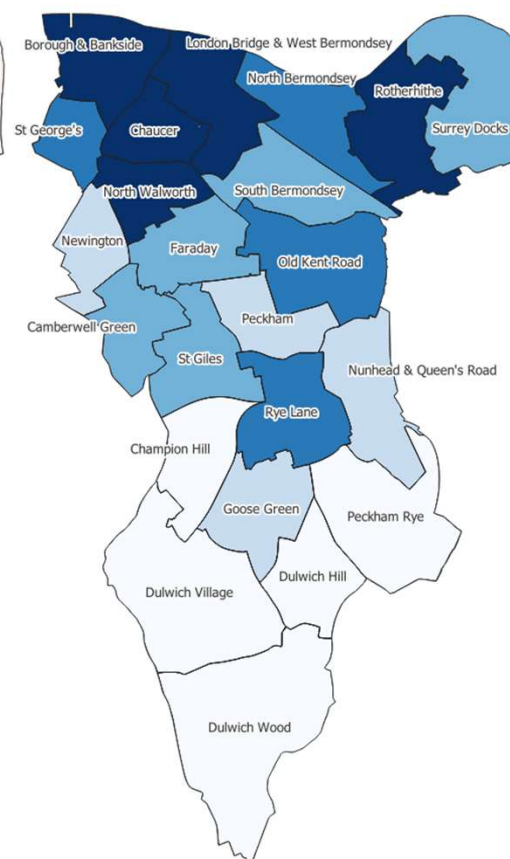 Borough & Bankside
London Bridge & West Bermondsey
North Bermondsey
Rotherhithe
St George's
Chaucer
Surrey Docks
North Walworth
South Bermondsey
Newington
Faraday
Old Kent Road
Camberwell Green
Peckham
St Giles
Nunhead & Queen's Road
Rye Lane
Champion Hill
Goose Green
Peckham Rye
Dulwich Hill
Dulwich Village
Dulwich Wood